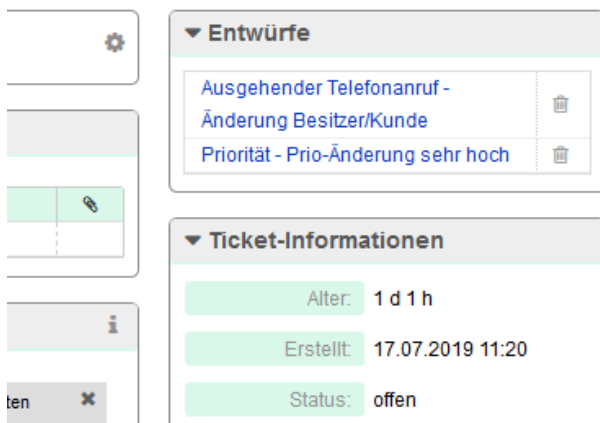 Entwürfe
Ausgehender Telefonanruf -
Änderung Besitzer/Kunde
Priorität - Prio-Änderung sehr hoch
Ticket-Informationen
Alter: 1 d 1 h
Erstellt: 17.07.2019 11:20
Status: offen
ten